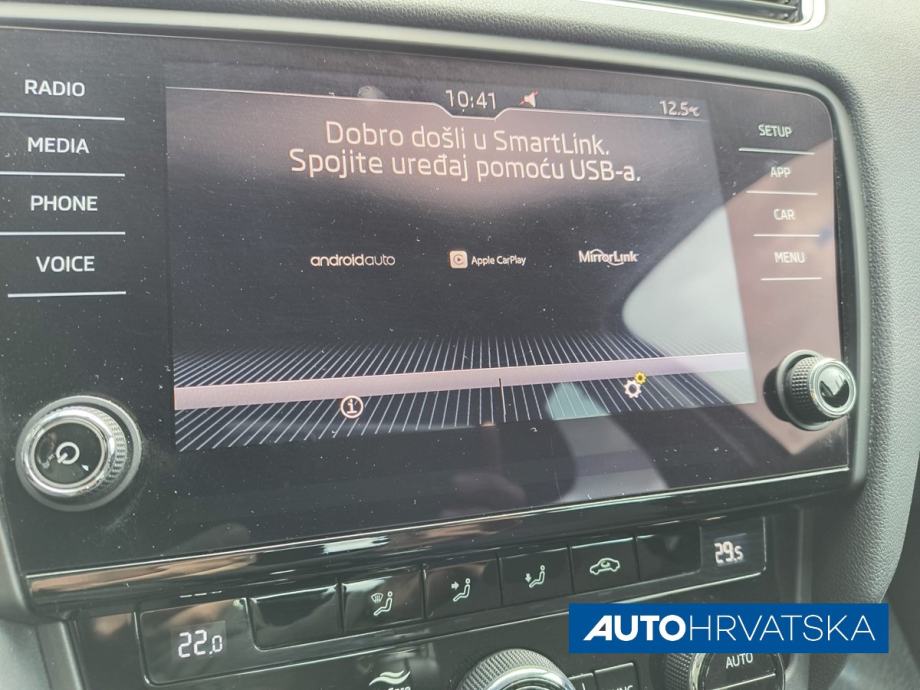 RADIO
MEDIA
PHONE
VOICE
10:41
12.5°C
Dobro došli u SmartLink.
Spojite uređaj pomoću USB-a.
androidauto
Apple CarPlay
MirrorLink
SETUP
APP
CAR
MENU
22.0
29.5
AUTO
AUTOHRVATSKA